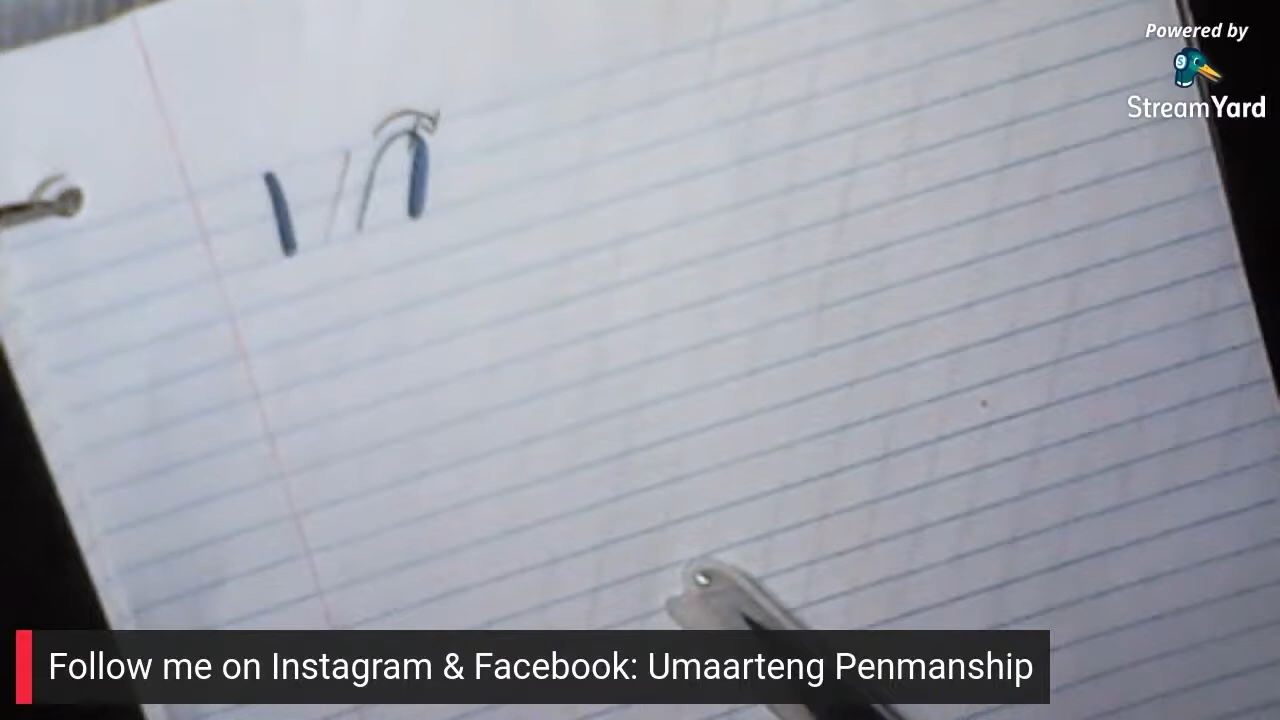 Powered by
StreamYard
Follow me on Instagram & Facebook: Umaarteng Penmanship